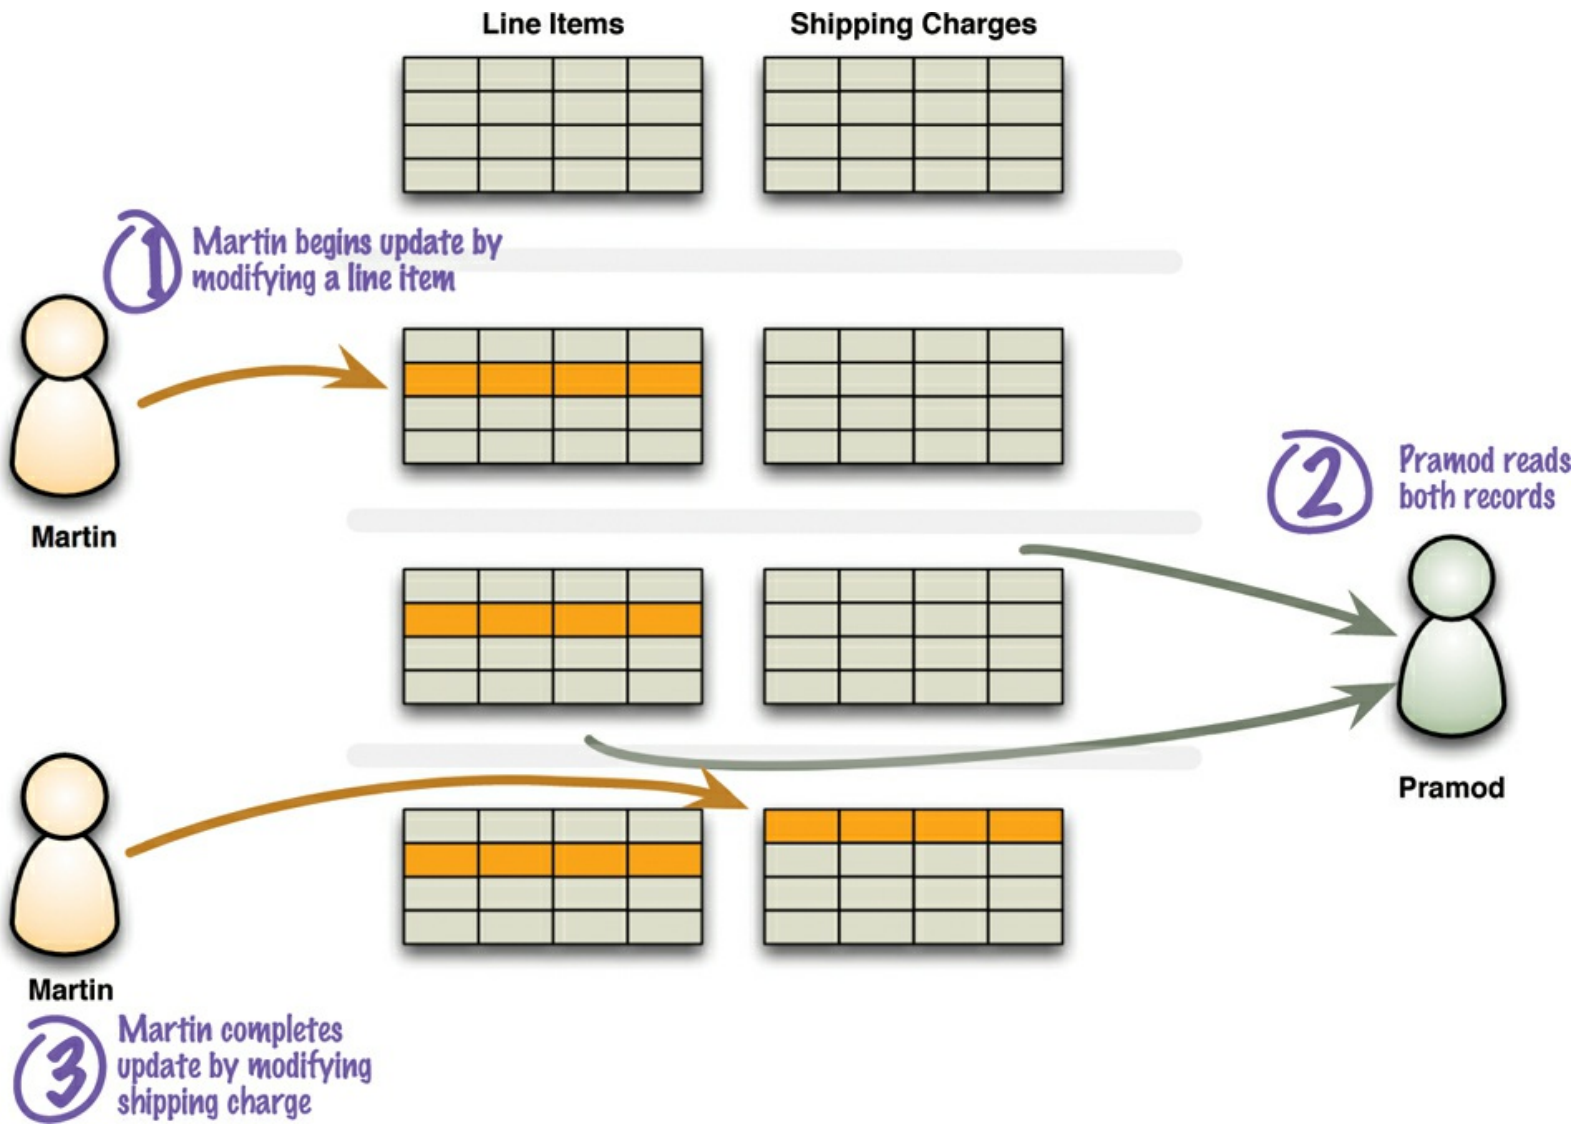 Line Items
Shipping Charges
1
Martin begins update by
modifying a line item
Martin
2
Pramod reads
both records
Pramod
Martin
3
Martin completes
update by modifying
shipping charge